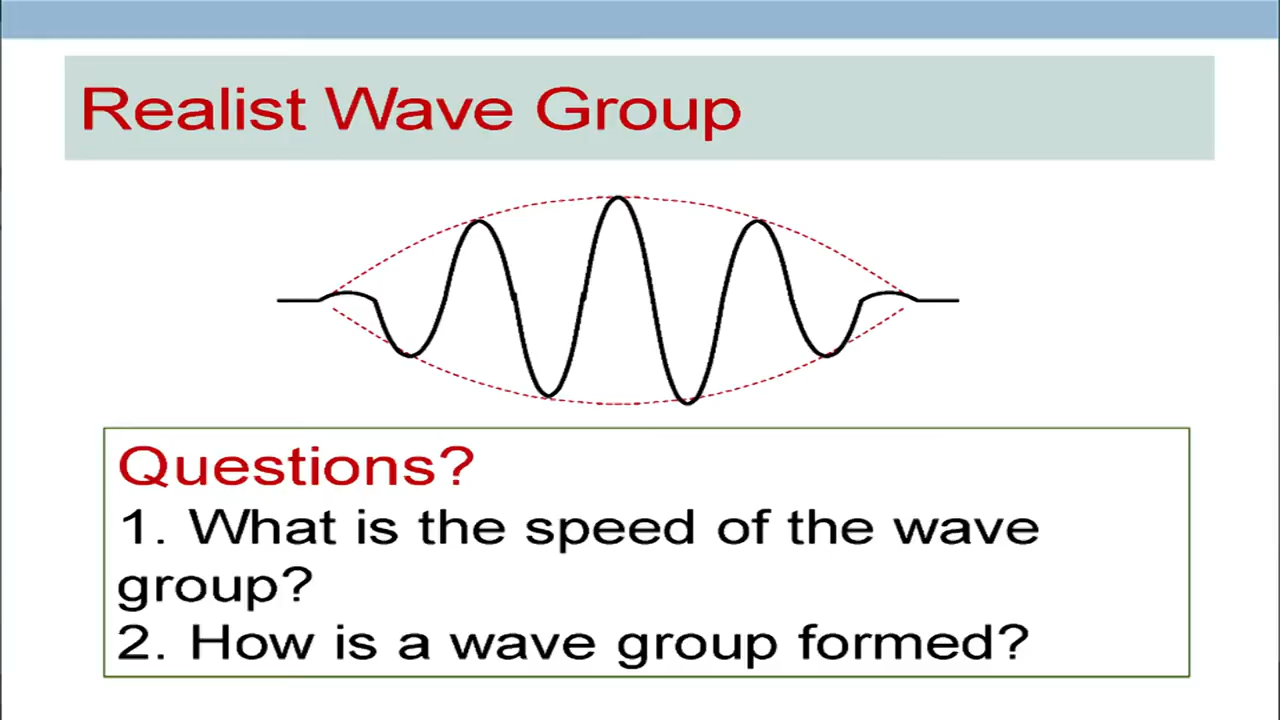 Realist Wave Group
Questions?
1. What is the speed of the wave
group?
2. How is a wave group formed?